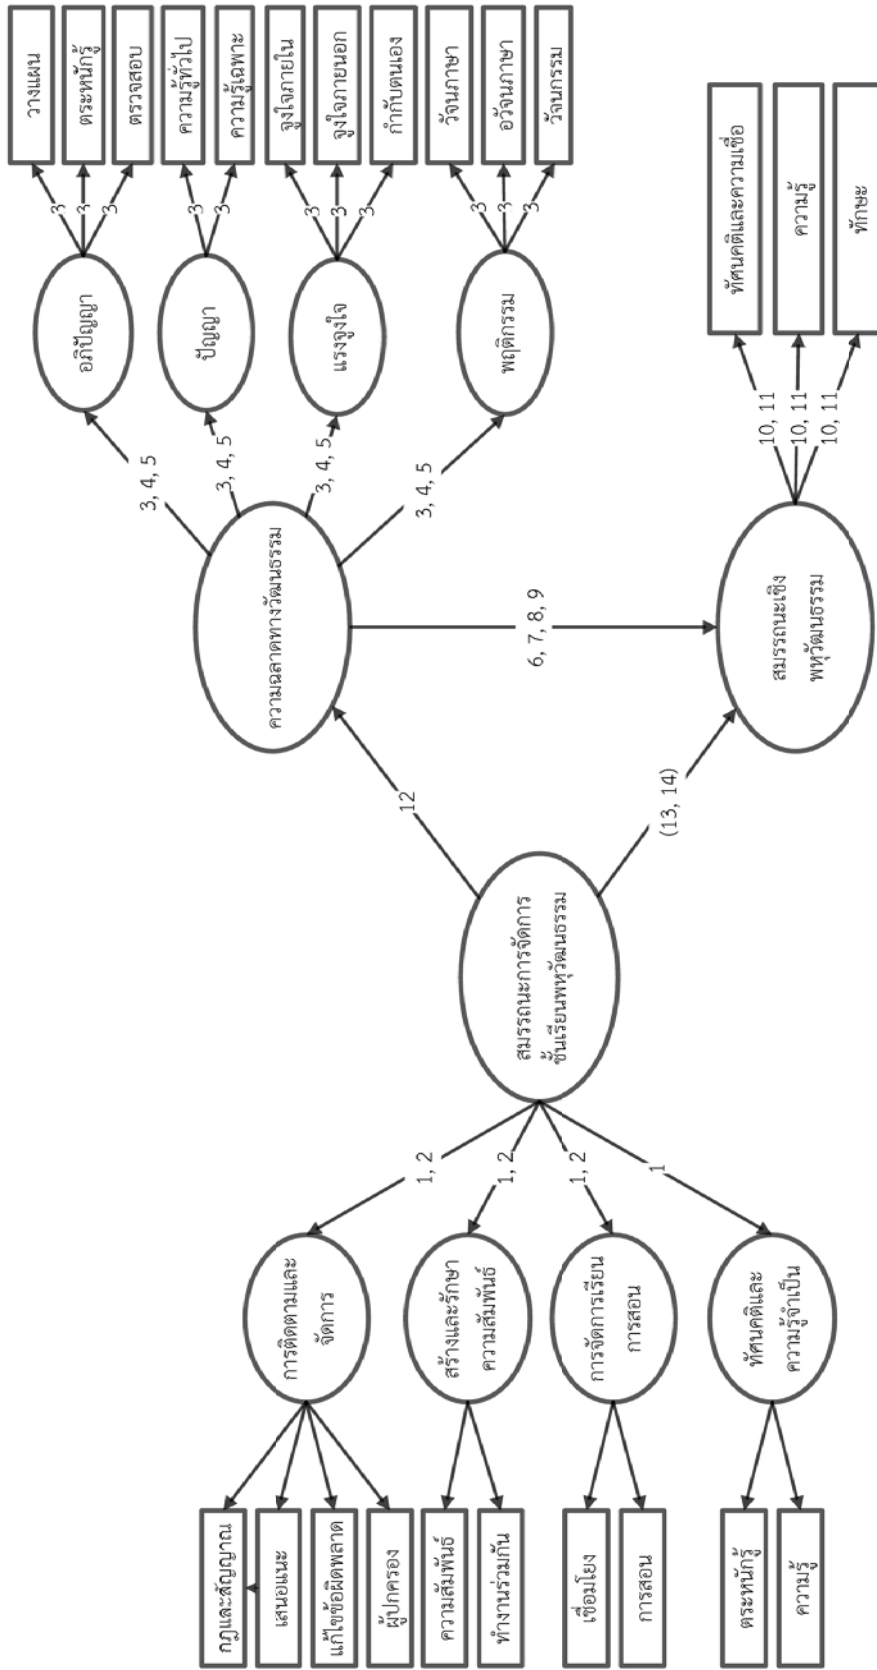 กฎและสัญญาณ
เสนอแนะ
แก้ไขข้อผิดพลาด
ผู้ปกครอง
ความสัมพันธ์
ทำงานร่วมกัน
เชื่อมโยง
การสอน
ตระหนักรู้
ความรู้
การติดตามและ
จัดการ
สร้างและรักษา
ความสัมพันธ์
การจัดการเรียน
การสอน
ทัศนคติและ
ความรู้จำเป็น
1, 2
1, 2
1, 2
1
สมรรถนะการจัดการ
ชั้นเรียนพหุวัฒนธรรม
12
(13, 14)
ความฉลาดทางวัฒนธรรม
6, 7, 8, 9
สมรรถนะเชิง
พหุวัฒนธรรม
3, 4, 5
3, 4, 5
3, 4, 5
3, 4, 5
10, 11
10, 11
10, 11
อภิปัญญา
ปัญญา
แรงจูงใจ
พฤติกรรม
3
3
3
3
3
3
3
3
3
3
3
วางแผน
ตระหนักรู้
ตรวจสอบ
ความรู้ทั่วไป
ความรู้เฉพาะ
จูงใจภายใน
จูงใจภายนอก
กำกับตนเอง
วัจนภาษา
อวัจนภาษา
วัจนกรรม
ทัศนคติและความเชื่อ
ความรู้
ทักษะ